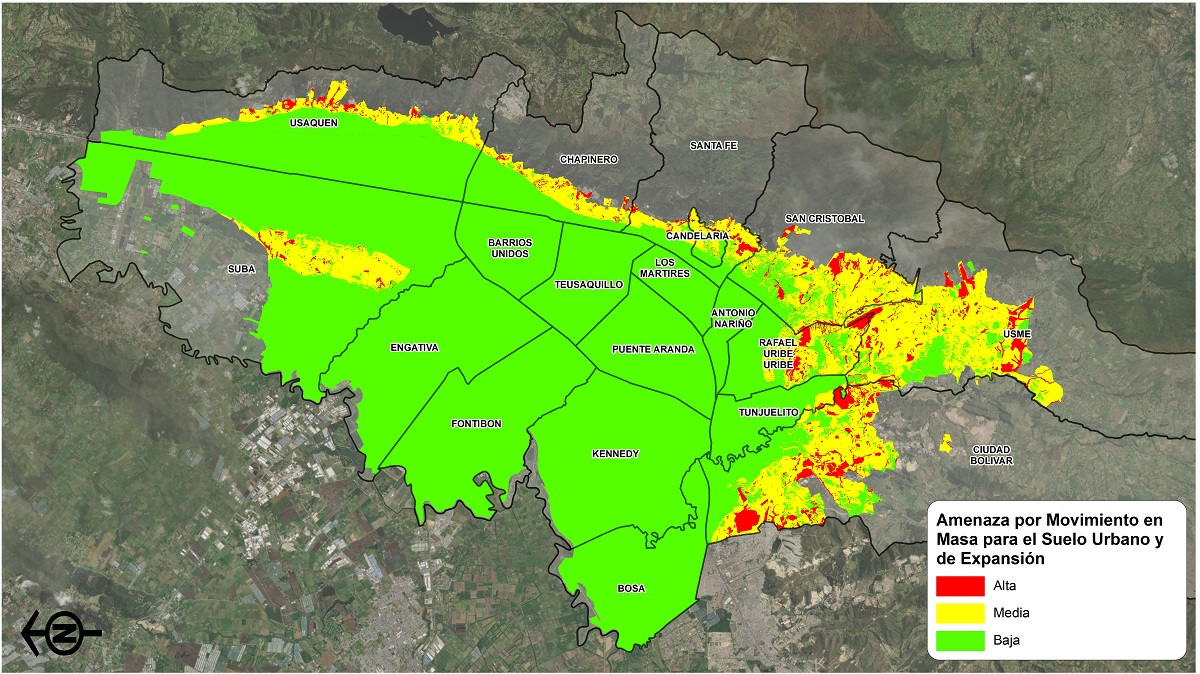 USAQUEN
CHAPINERO
SANTA FE
SAN CRISTOBAL
CANDELARIA
BARRIOS
UNIDOS
LOS
MARTIRES
SUBA
TEUSAQUILLO
ANTONIO
NARIÑO
USME
ENGATIVA
PUENTE ARANDA
RAFAEL
URIBE
URIBE
FONTIBON
TUNJUELITO
KENNEDY
CIUDAD
BOLIVAR
BOSA
Amenaza por Movimiento en
Masa para el Suelo Urbano y
de Expansión
Alta
Media
Baja
N